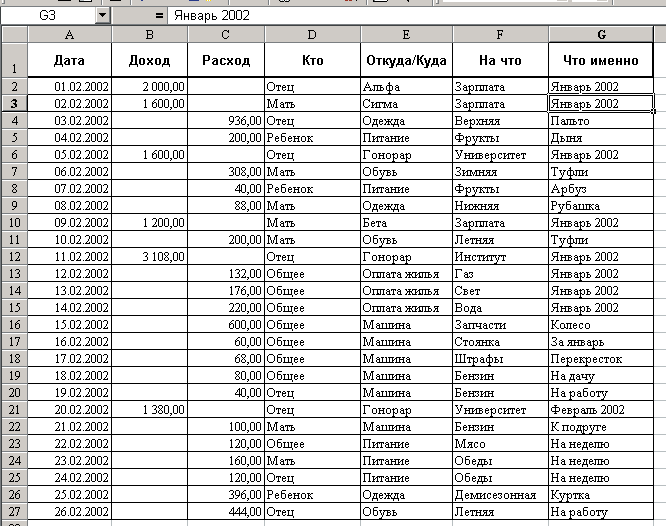 G3 = Январь 2002
A B C D E F G
1 Дата Доход Расход Кто Откуда/Куда На что Что именно
2 01.02.2002 2 000,00 Отец Альфа Зарплата Январь 2002
3 02.02.2002 1 600,00 Мать Сигма Зарплата Январь 2002
4 03.02.2002 936,00 Отец Одежда Верхняя Пальто
5 04.02.2002 200,00 Ребенок Питание Фрукты Дыня
6 05.02.2002 1 600,00 Отец Гонорар Университет Январь 2002
7 06.02.2002 308,00 Мать Обувь Зимняя Туфли
8 07.02.2002 40,00 Ребенок Питание Фрукты Арбуз
9 08.02.2002 88,00 Мать Одежда Нижняя Рубашка
10 09.02.2002 1 200,00 Мать Бета Зарплата Январь 2002
11 10.02.2002 200,00 Мать Обувь Летняя Туфли
12 11.02.2002 3 108,00 Отец Гонорар Институт Январь 2002
13 12.02.2002 132,00 Общее Оплата жилья Газ Январь 2002
14 13.02.2002 176,00 Общее Оплата жилья Свет Январь 2002
15 14.02.2002 220,00 Общее Оплата жилья Вода Январь 2002
16 15.02.2002 600,00 Общее Машина Запчасти Колесо
17 16.02.2002 60,00 Общее Машина Стоянка За январь
18 17.02.2002 68,00 Общее Машина Штрафы Перекресток
19 18.02.2002 80,00 Общее Машина Бензин На дачу
20 19.02.2002 40,00 Отец Машина Бензин На работу
21 20.02.2002 1 380,00 Отец Гонорар Университет Февраль 2002
22 21.02.2002 100,00 Мать Машина Бензин К подруге
23 22.02.2002 120,00 Общее Питание Мясо На неделю
24 23.02.2002 160,00 Мать Питание Обеды На неделю
25 24.02.2002 120,00 Отец Питание Обеды На неделю
26 25.02.2002 396,00 Ребенок Одежда Демисезонная Куртка
27 26.02.2002 444,00 Отец Обувь Летняя На работу